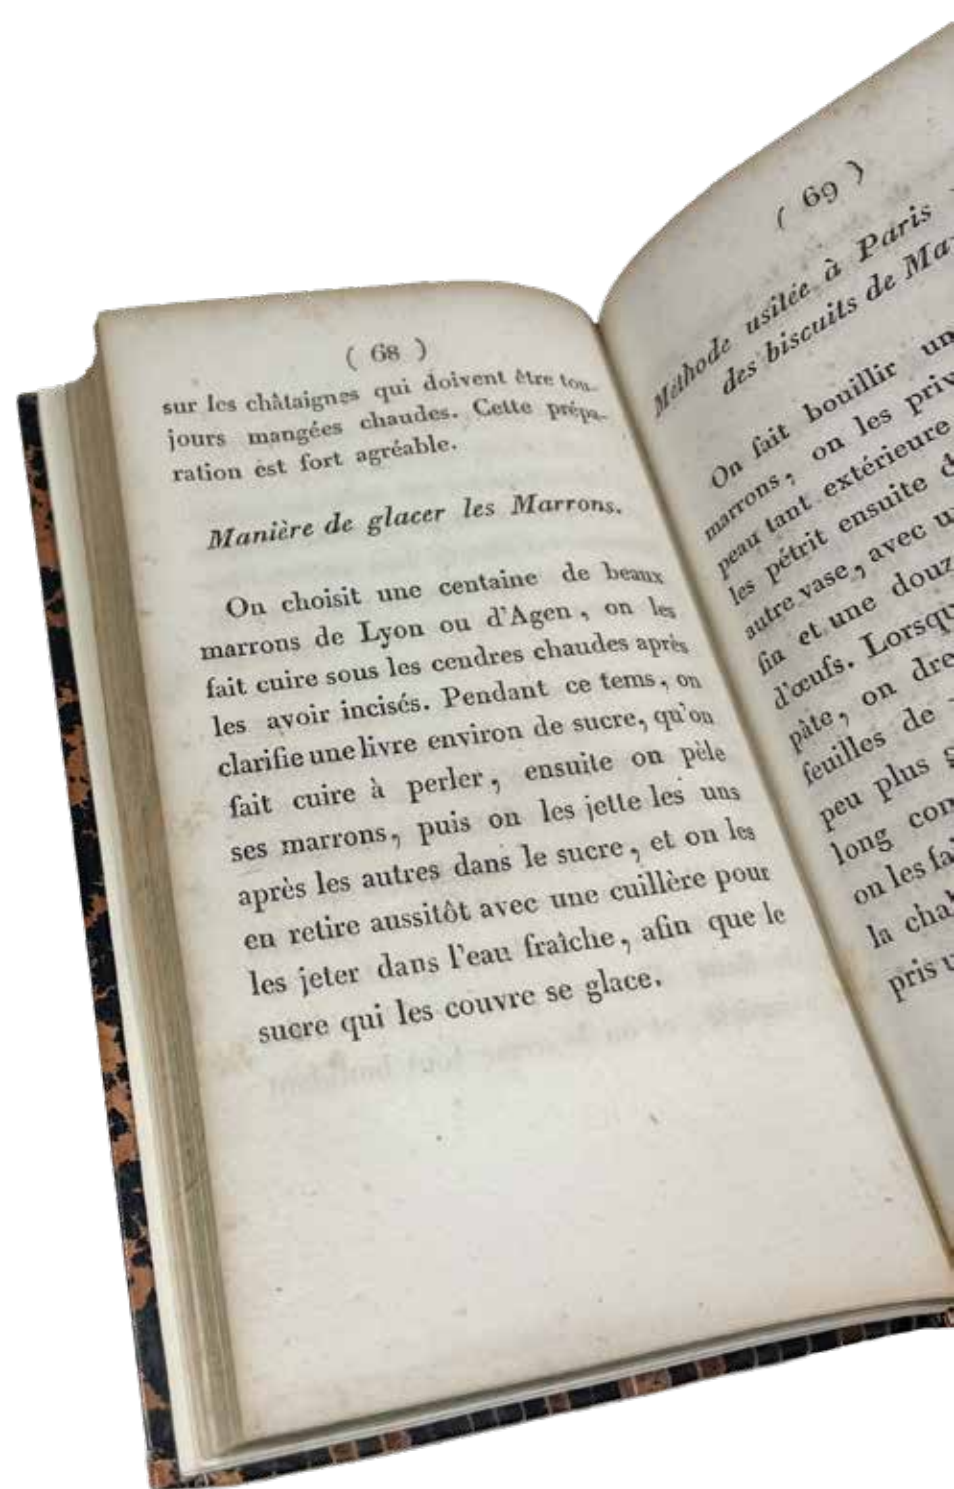 ( 68 )
sur les châtaignes qui doivent être tou-
jours mangées chaudes. Cette prépa-
ration est fort agréable.
Manière de glacer les Marrons.
On choisit une centaine de beaux
marrons de Lyon ou d'Agen, on les
fait cuire sous les cendres chaudes après
les avoir incisés. Pendant ce tems, on
clarifie une livre environ de sucre, qu'on
fait cuire à perler, ensuite on pèle
ses marrons, puis on les jette les uns
après les autres dans le sucre, et on les
en retire aussitôt avec une cuillère pour
les jeter dans l'eau fraîche, afin que le
sucre qui les couvre se glace.
( 69 )
Méthode usitée à Paris
des biscuits de
On fait bouillir
marrons, on les
peau tant extérieure
les pétrit ensuite
autre vase, avec
fin et une
d'œufs.
pâte, on
feuilles de
peu plus
long
on les
la
pris